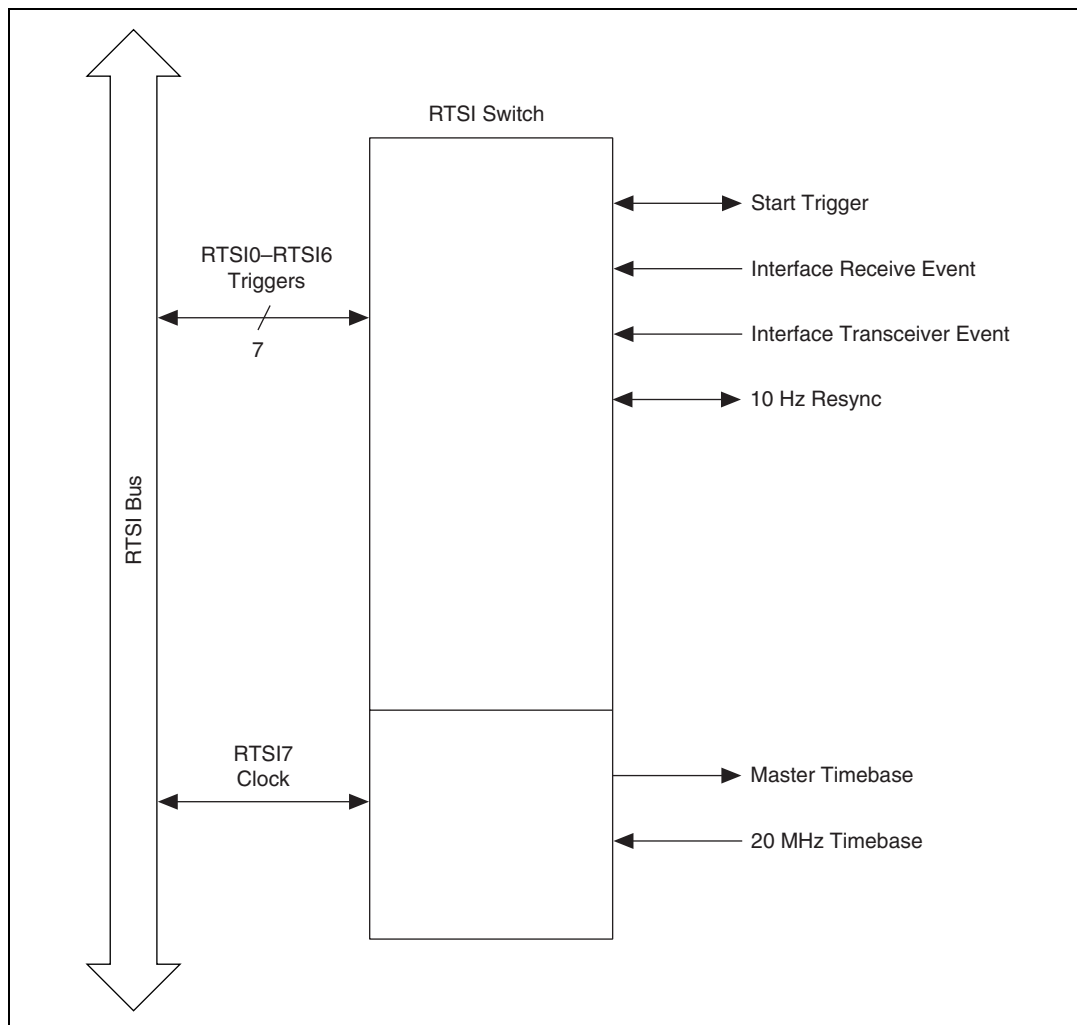 RTSI Switch
Start Trigger
RTSI0–RTSI6
Triggers
Interface Receive Event
7
Interface Transceiver Event
10 Hz Resync
RTSI Bus
RTSI7
Clock
Master Timebase
20 MHz Timebase